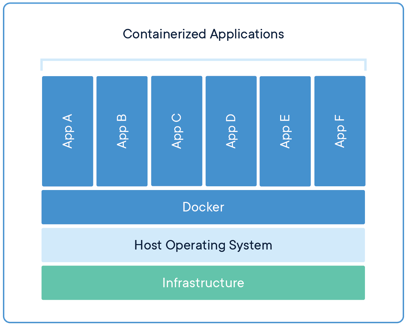 Containerized Applications
App A
App B
App C
App D
App E
App F
Docker
Host Operating System
Infrastructure